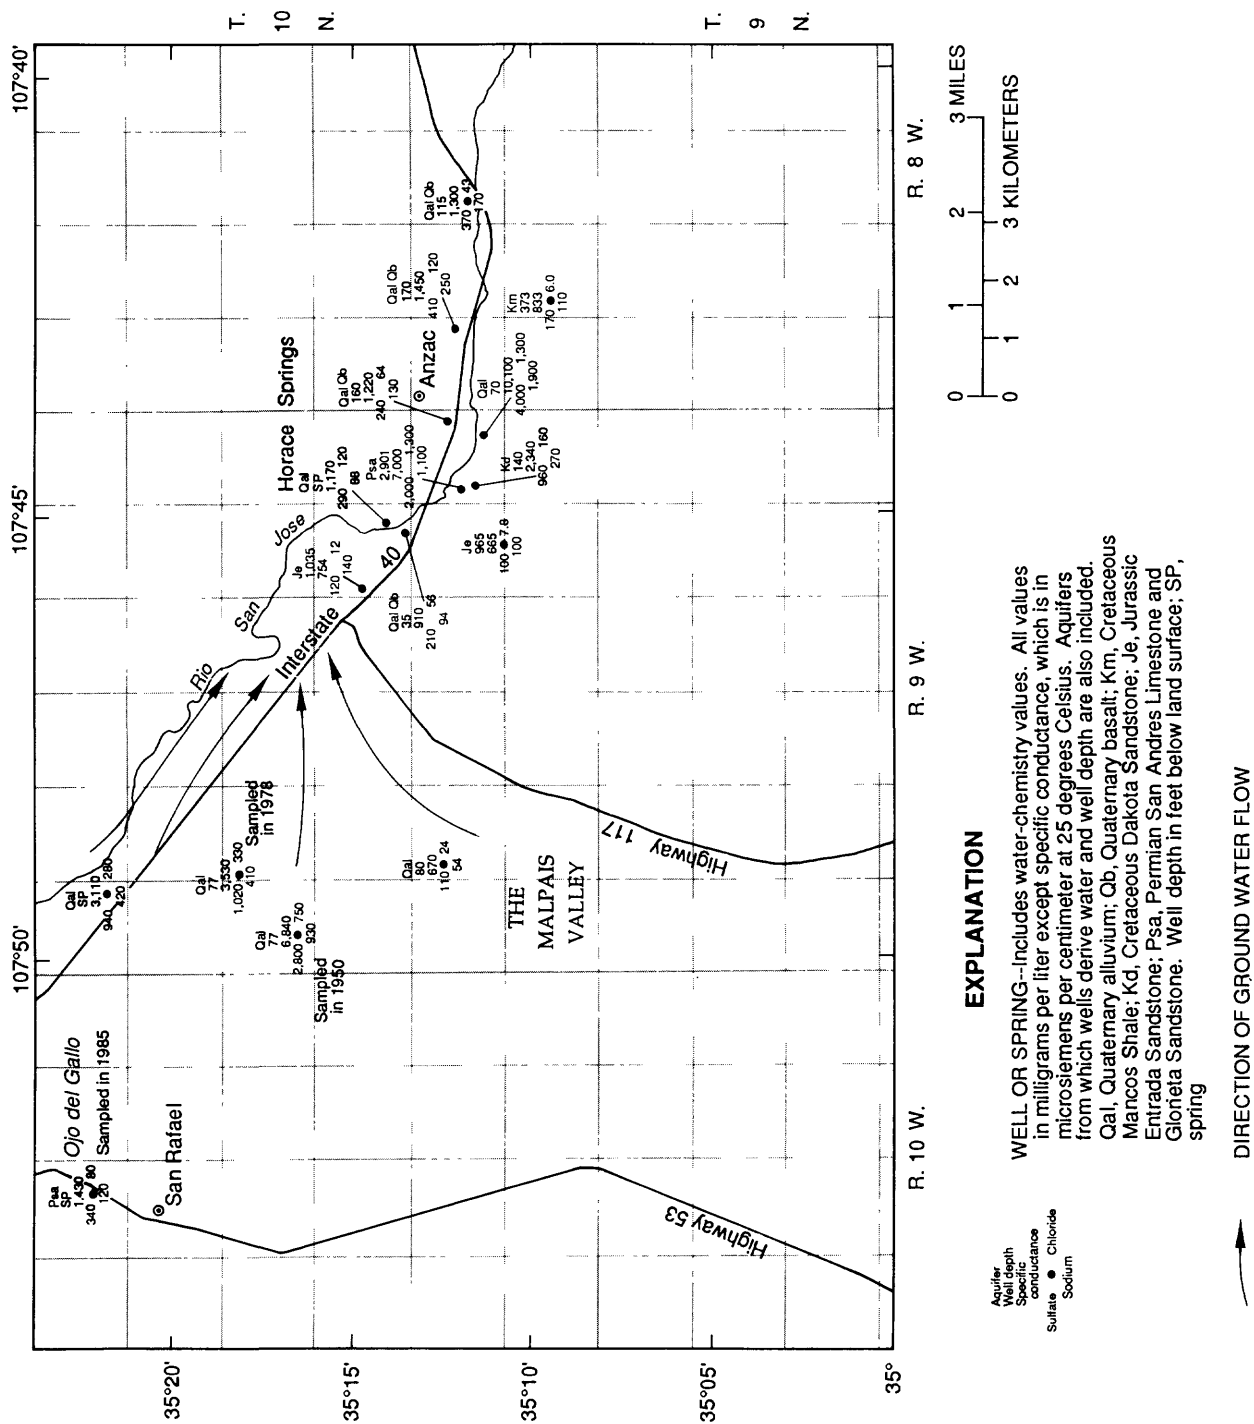 107°50'
107°45'
107°40'
35°20'
35°15'
35°10'
35°05'
35°
T.
10
N.
T.
9
N.
R. 10 W.
R. 9 W.
R. 8 W.
Psa
SP
1,430
340 80
120
Ojo del Gallo
Sampled in 1985
San Rafael
Highway 53
Qal
SP
3,110
940 280
420
Qal
77
3,530
1,020 330
410
Sampled
in 1978
Qal
77
6,840
2,800 750
930
Sampled
in 1950
Qal
80
670
110 24
54
THE
MALPAIS
VALLEY
Highway 117
Rio
San
Jose
Interstate
40
Je
1,035
754
120 12
140
Qal Qb
35
910
210 56
94
Horace Springs
Qal
SP
1,170
290 120
88
Psa
2,901
7,000
2,000 1,300
1,100
Je
965
665
100 7.8
100
Kd
140
2,340
960 160
270
Qal Qb
160
1,220
240 64
130
Anzac
Qal
70
10,100
4,000 1,300
1,900
Qal Qb
170
1,450
410 120
250
Km
373
833
170 6.0
110
Qal Qb
115
1,300
370 43
170
0 1 2 3 MILES
0 1 2 3 KILOMETERS
EXPLANATION
Aquifer
Well depth
Specific
conductance
Sulfate Chloride
Sodium
WELL OR SPRING--Includes water-chemistry values. All values
in milligrams per liter except specific conductance, which is in
microsiemens per centimeter at 25 degrees Celsius. Aquifers
from which wells derive water and well depth are also included.
Qal, Quaternary alluvium; Qb, Quaternary basalt; Km, Cretaceous
Mancos Shale; Kd, Cretaceous Dakota Sandstone; Je, Jurassic
Entrada Sandstone; Psa, Permian San Andres Limestone and
Glorieta Sandstone. Well depth in feet below land surface; SP,
spring
DIRECTION OF GROUND WATER FLOW